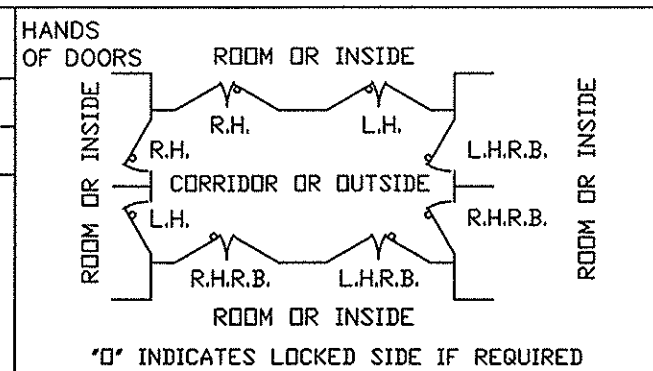 HANDS
OF DOORS
ROOM OR INSIDE
ROOM OR INSIDE
ROOM OR INSIDE
R.H.
L.H.
R.H.
L.H.R.B.
CORRIDOR OR OUTSIDE
L.H.
R.H.R.B.
R.H.R.B.
L.H.R.B.
ROOM OR INSIDE
"O" INDICATES LOCKED SIDE IF REQUIRED